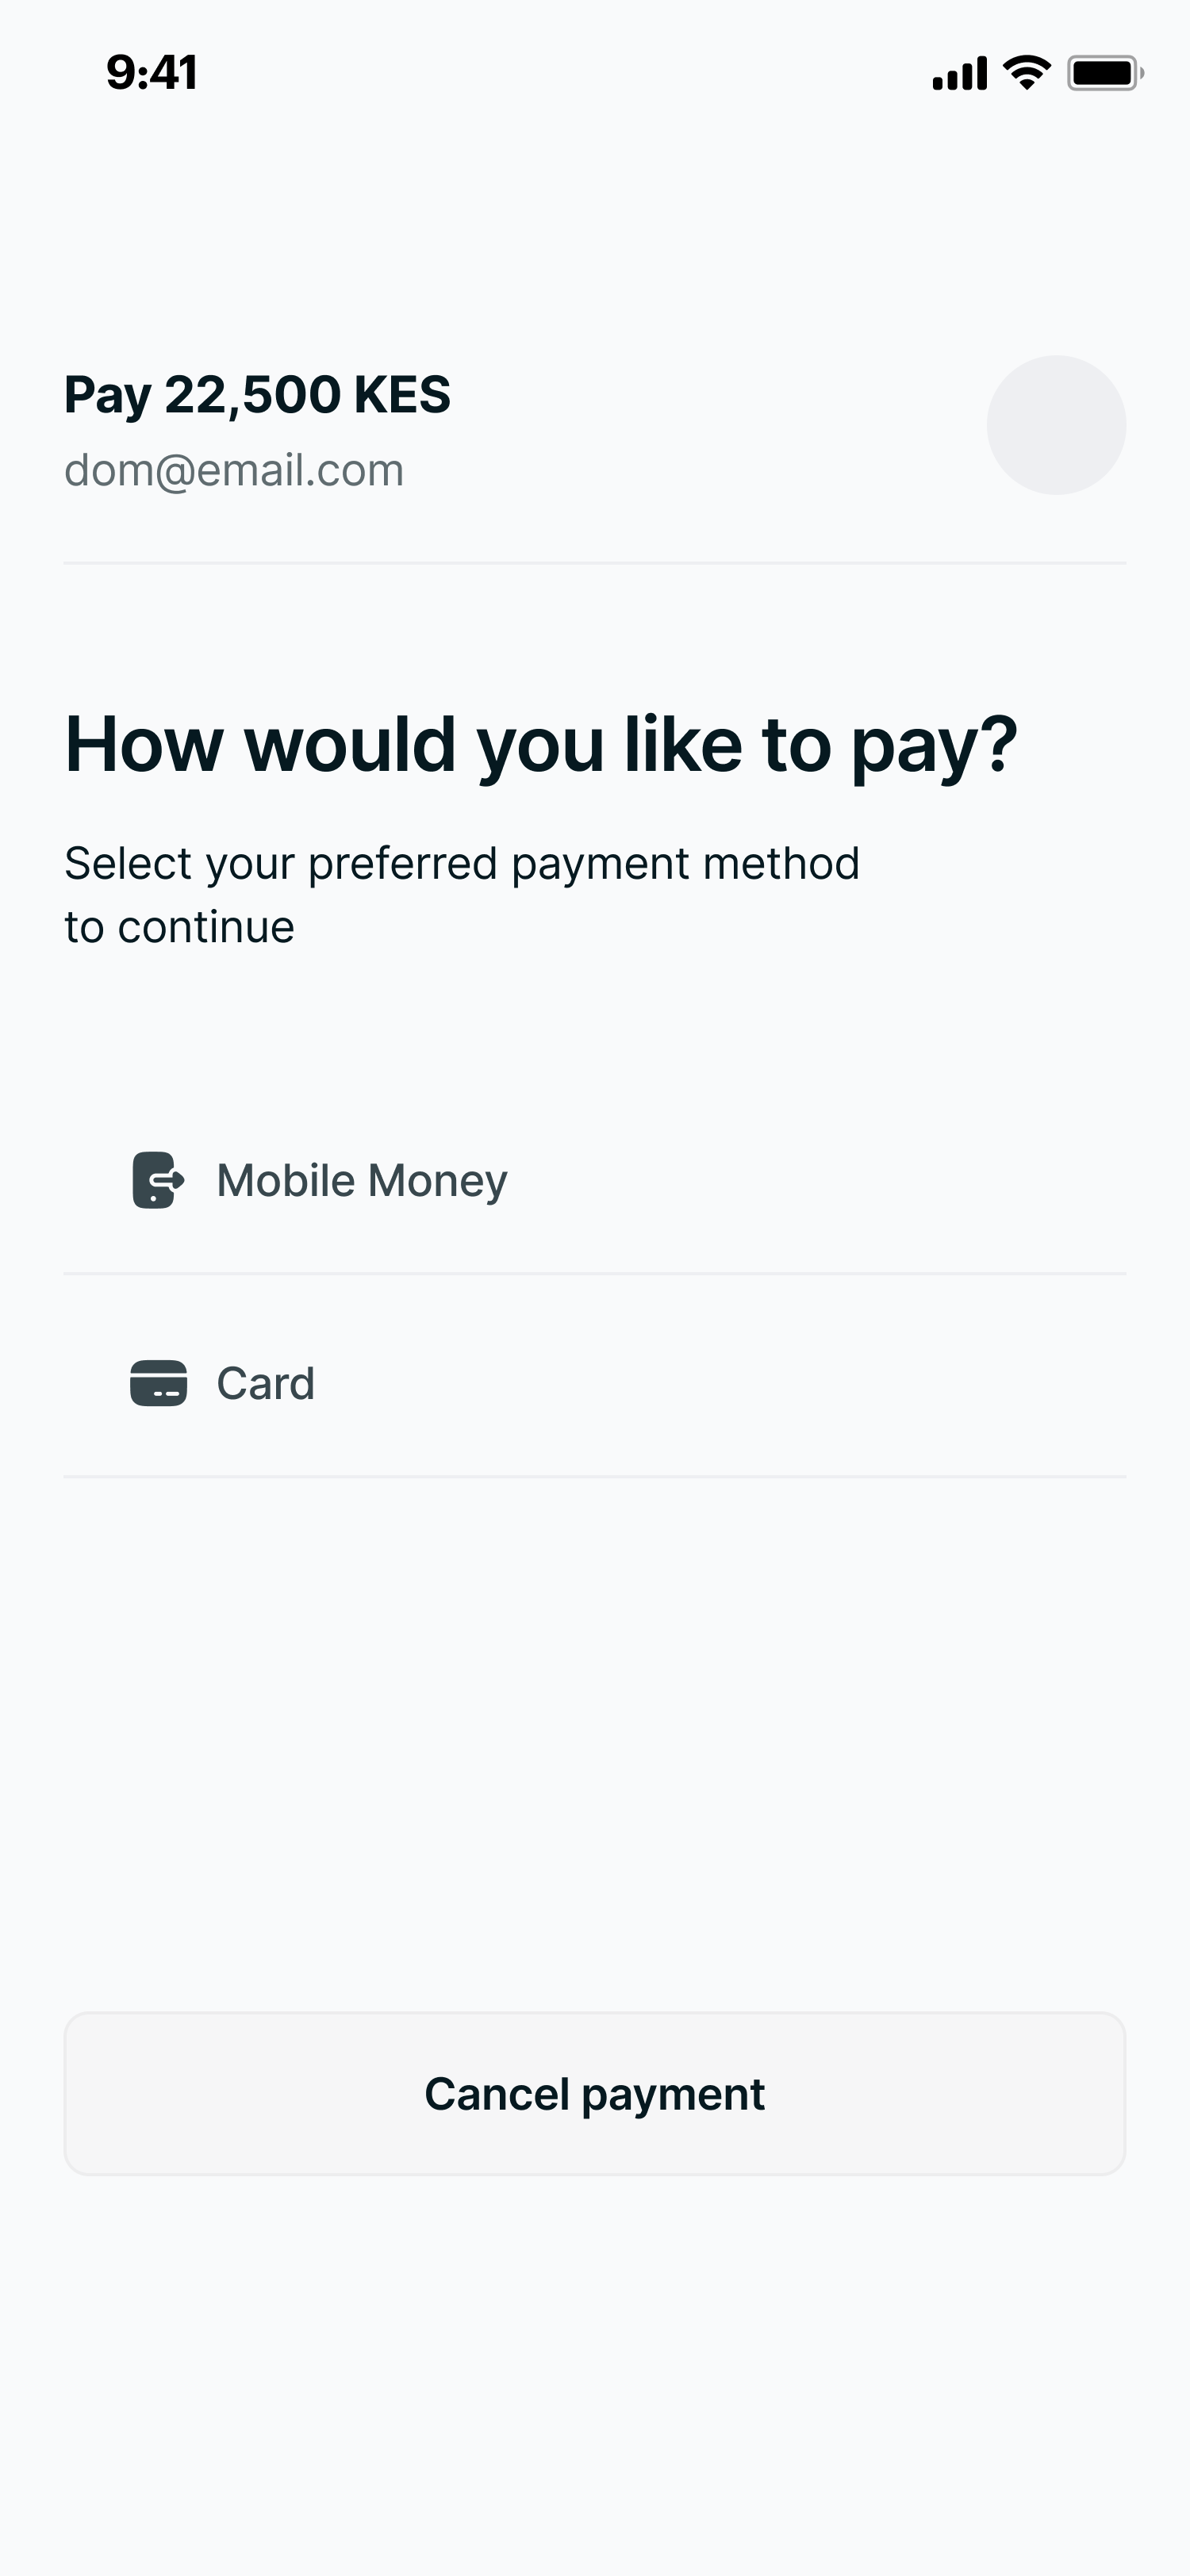 9:41
Pay 22,500 KES
dom@email.com
How would you like to pay?
Select your preferred payment method
to continue
Mobile Money
Card
Cancel payment